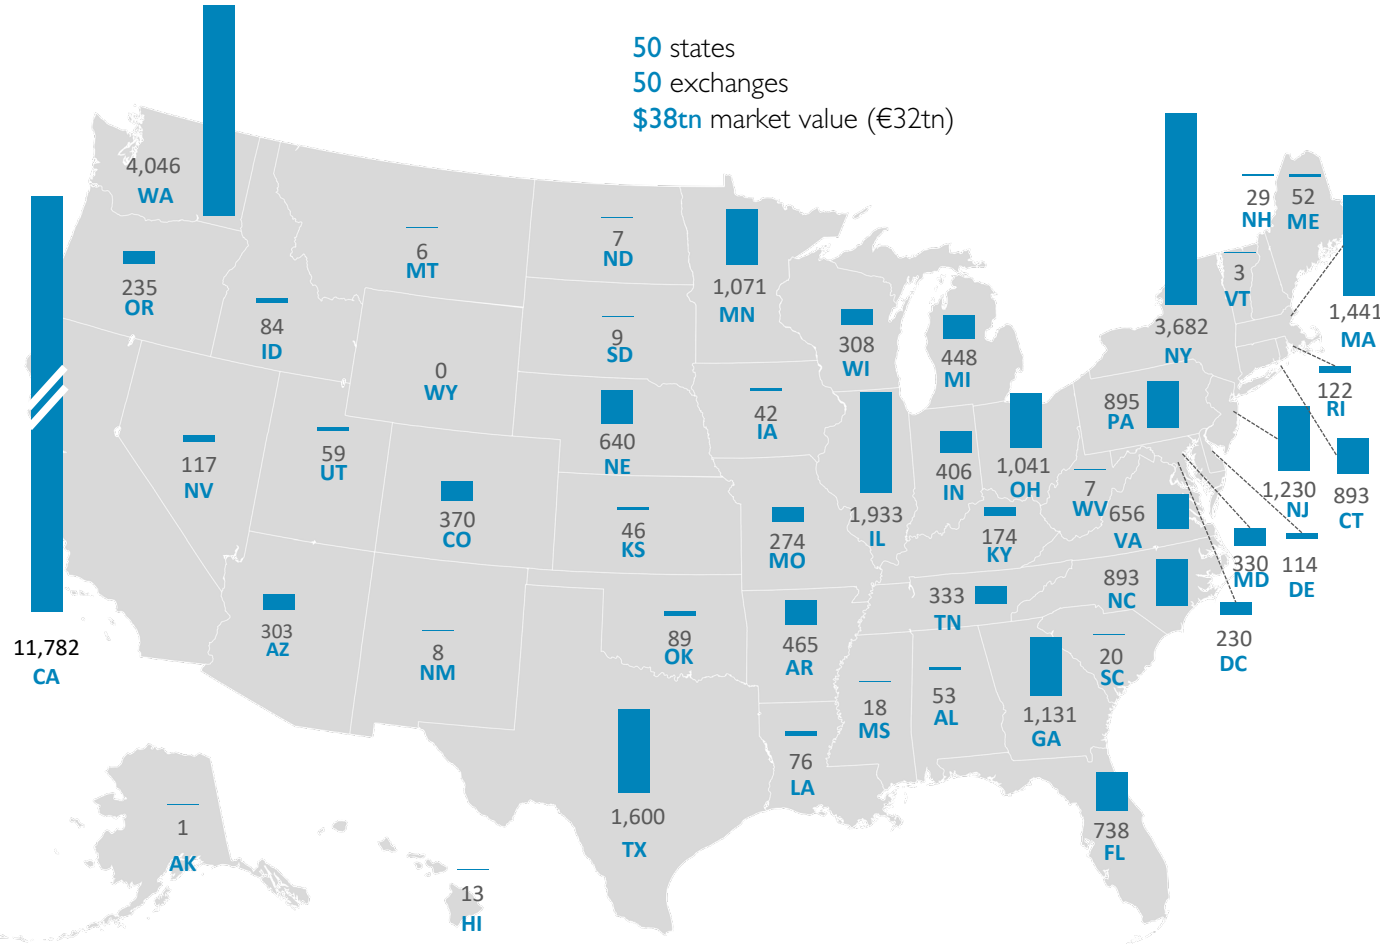 50 states
50 exchanges
$38tn market value (€32tn)
4,046
WA
29
NH
52
ME
6
MT
7
ND
3
VT
235
OR
1,071
MN
1,441
MA
84
ID
9
SD
308
WI
448
MI
3,682
NY
0
WY
122
RI
42
IA
895
PA
117
NV
59
UT
640
NE
406
IN
1,041
OH
7
WV
1,230
NJ
893
CT
370
CO
46
KS
274
MO
1,933
IL
174
KY
656
VA
330
MD
114
DE
893
NC
333
TN
230
DC
11,782
CA
303
AZ
8
NM
89
OK
465
AR
20
SC
18
MS
53
AL
1,131
GA
76
LA
1,600
TX
738
FL
1
AK
13
HI